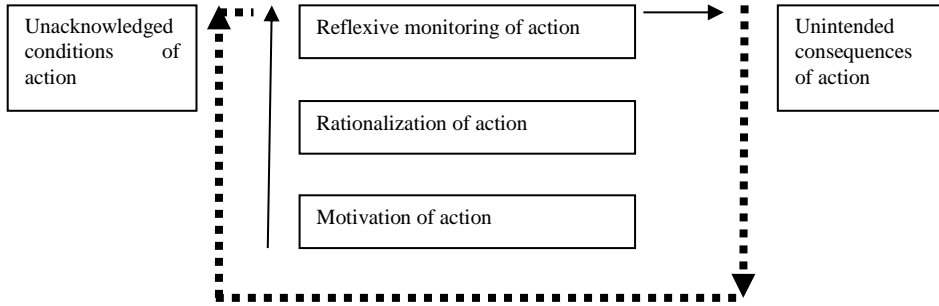 Unacknowledged
conditions of
action
Reflexive monitoring of action
Rationalization of action
Motivation of action
Unintended
consequences
of action